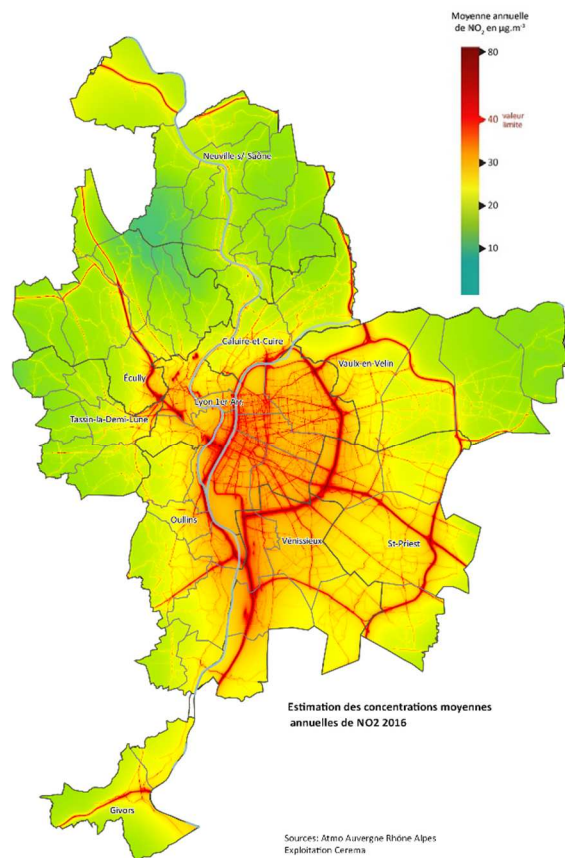 Moyenne annuelle
de NO₂ en µg.m⁻³
80
40 valeur
limite
30
20
10
Neuville-s/-Saône
Caluire-et-Cuire
Vaulx-en-Velin
Écully
Lyon-1er-Arr.
Tassin-la-Demi-Lune
Oullins
Vénissieux
St-Priest
Estimation des concentrations moyennes
annuelles de NO2 2016
Givors
Sources: Atmo Auvergne Rhône Alpes
Exploitation Cerema